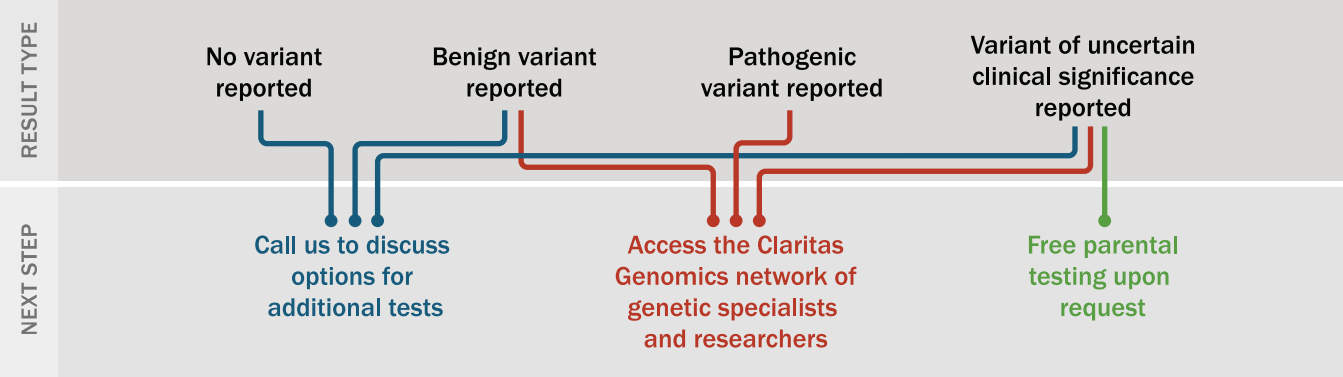 RESULT TYPE
No variant
reported
Benign variant
reported
Pathogenic
variant reported
Variant of uncertain
clinical significance
reported
NEXT STEP
Call us to discuss
options for
additional tests
Access the Claritas
Genomics network of
genetic specialists
and researchers
Free parental
testing upon
request